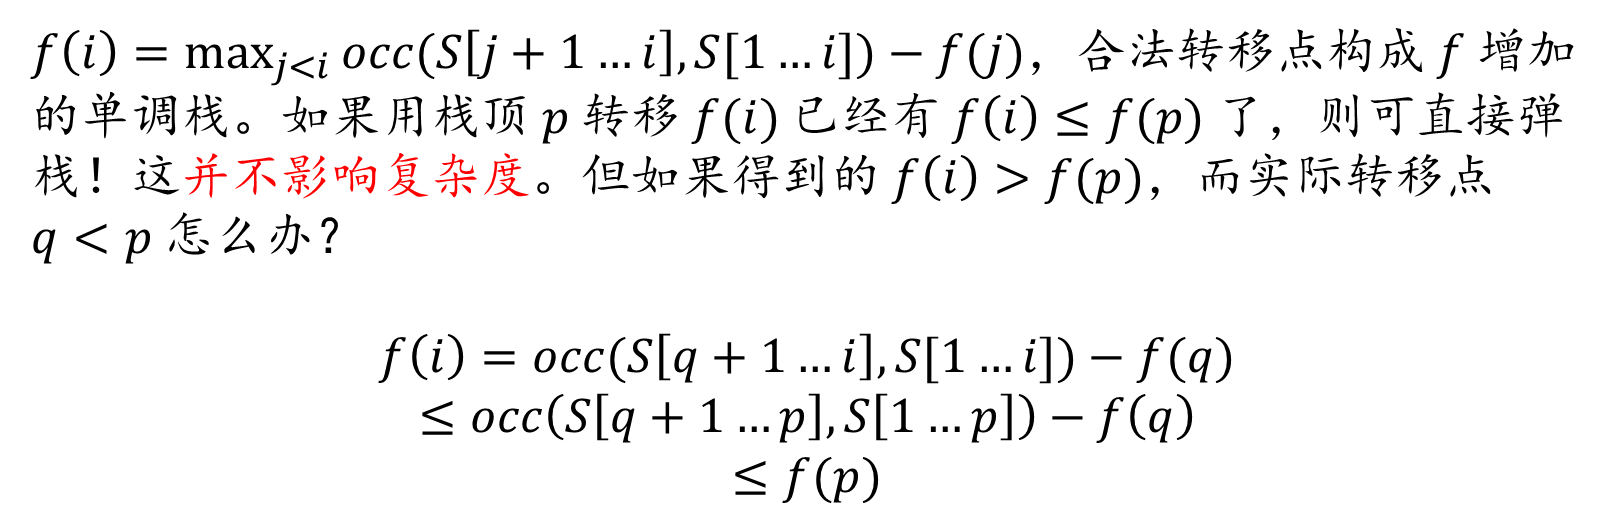 f(i) = max_{j<i} occ(S[j + 1 … i], S[1 … i]) − f(j)，合法转移点构成 f 增加
的单调栈。如果用栈顶 p 转移 f(i) 已经有 f(i) ≤ f(p) 了，则可直接弹
栈！这并不影响复杂度。但如果得到的 f(i) > f(p)，而实际转移点
q < p 怎么办？
f(i) = occ(S[q + 1 … i], S[1 … i]) − f(q)
≤ occ(S[q + 1 … p], S[1 … p]) − f(q)
≤ f(p)